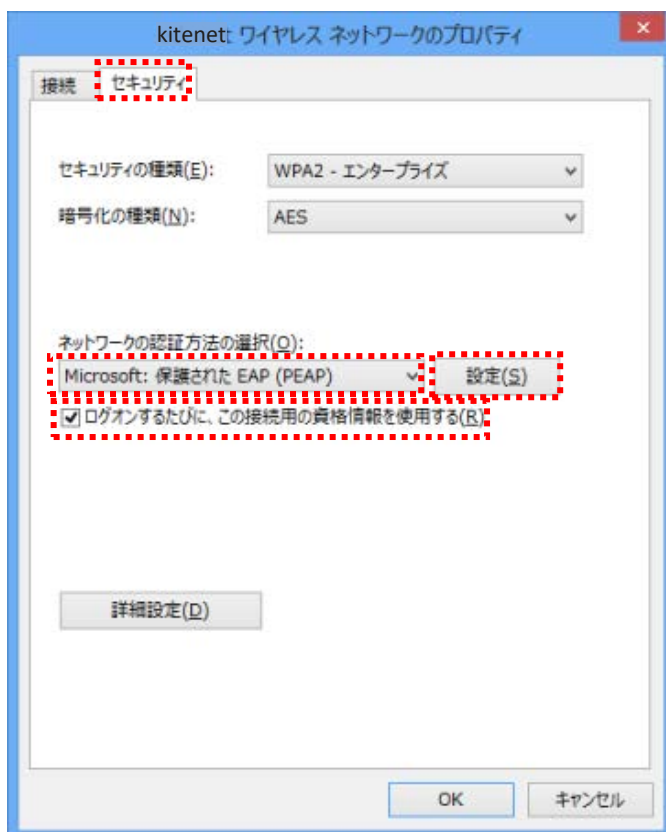 kitenet: ワイヤレス ネットワークのプロパティ
接続 セキュリティ
セキュリティの種類(E): WPA2 - エンタープライズ
暗号化の種類(N): AES
ネットワークの認証方法の選択(O):
Microsoft: 保護された EAP (PEAP) 設定(S)
ログオンするたびに、この接続用の資格情報を使用する(R)
詳細設定(D)
OK キャンセル